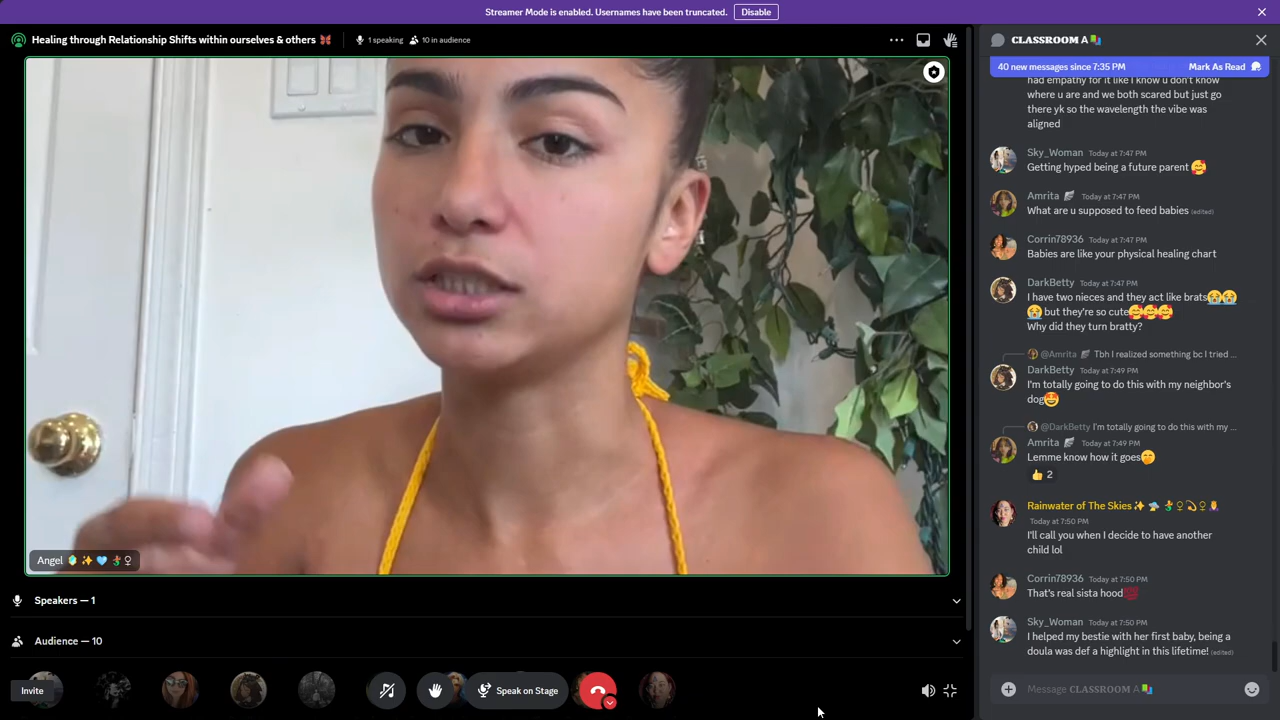 Streamer Mode is enabled. Usernames have been truncated. Disable
Healing through Relationship Shifts within ourselves & others 🦋
1 speaking 10 in audience
Angel
Speakers — 1
Audience — 10
Invite
Speak on Stage
CLASSROOM A
40 new messages since 7:35 PM Mark As Read
had empathy for it like I know u don't know
where u are and we both scared but just go
there yk so the wavelength the vibe was
aligned
Sky_Woman Today at 7:47 PM
Getting hyped being a future parent 🥰
Amrita Today at 7:47 PM
What are u supposed to feed babies (edited)
Corrin78936 Today at 7:47 PM
Babies are like your physical healing chart
DarkBetty Today at 7:47 PM
I have two nieces and they act like brats😭😭
😭 but they're so cute🥰🥰🥰
Why did they turn bratty?
@Amrita Tbh I realized something bc I tried ...
DarkBetty Today at 7:49 PM
I'm totally going to do this with my neighbor's
dog🤩
@DarkBetty I'm totally going to do this with my ...
Amrita Today at 7:49 PM
Lemme know how it goes🤭
👍 2
Rainwater of The Skies
Today at 7:50 PM
I'll call you when I decide to have another
child lol
Corrin78936 Today at 7:50 PM
That's real sista hood💯
Sky_Woman Today at 7:50 PM
I helped my bestie with her first baby, being a
doula was def a highlight in this lifetime! (edited)
Message CLASSROOM A